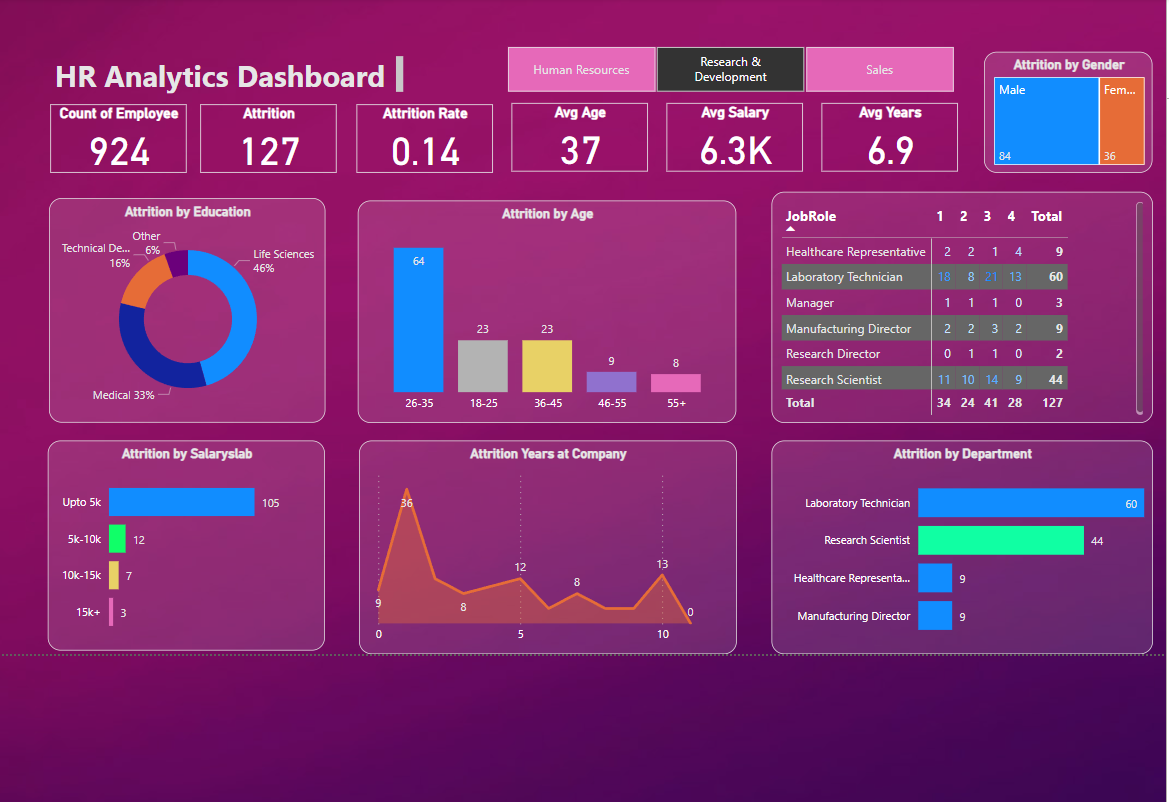 HR Analytics Dashboard
Human Resources
Research &
Development
Sales
Attrition by Gender
Male
Fem...
84
36
Count of Employee
924
Attrition
127
Attrition Rate
0.14
Avg Age
37
Avg Salary
6.3K
Avg Years
6.9
Attrition by Education
Other
6%
Technical De...
16%
Life Sciences
46%
Medical 33%
Attrition by Age
64
23
23
9
8
26-35
18-25
36-45
46-55
55+
JobRole 1 2 3 4 Total
Healthcare Representative 2 2 1 4 9
Laboratory Technician 18 8 21 13 60
Manager 1 1 1 0 3
Manufacturing Director 2 2 3 2 9
Research Director 0 1 1 0 2
Research Scientist 11 10 14 9 44
Total 34 24 41 28 127
Attrition by Salaryslab
Upto 5k 105
5k-10k 12
10k-15k 7
15k+ 3
Attrition Years at Company
36
9
8
12
8
13
0
0 5 10
Attrition by Department
Laboratory Technician 60
Research Scientist 44
Healthcare Representa... 9
Manufacturing Director 9